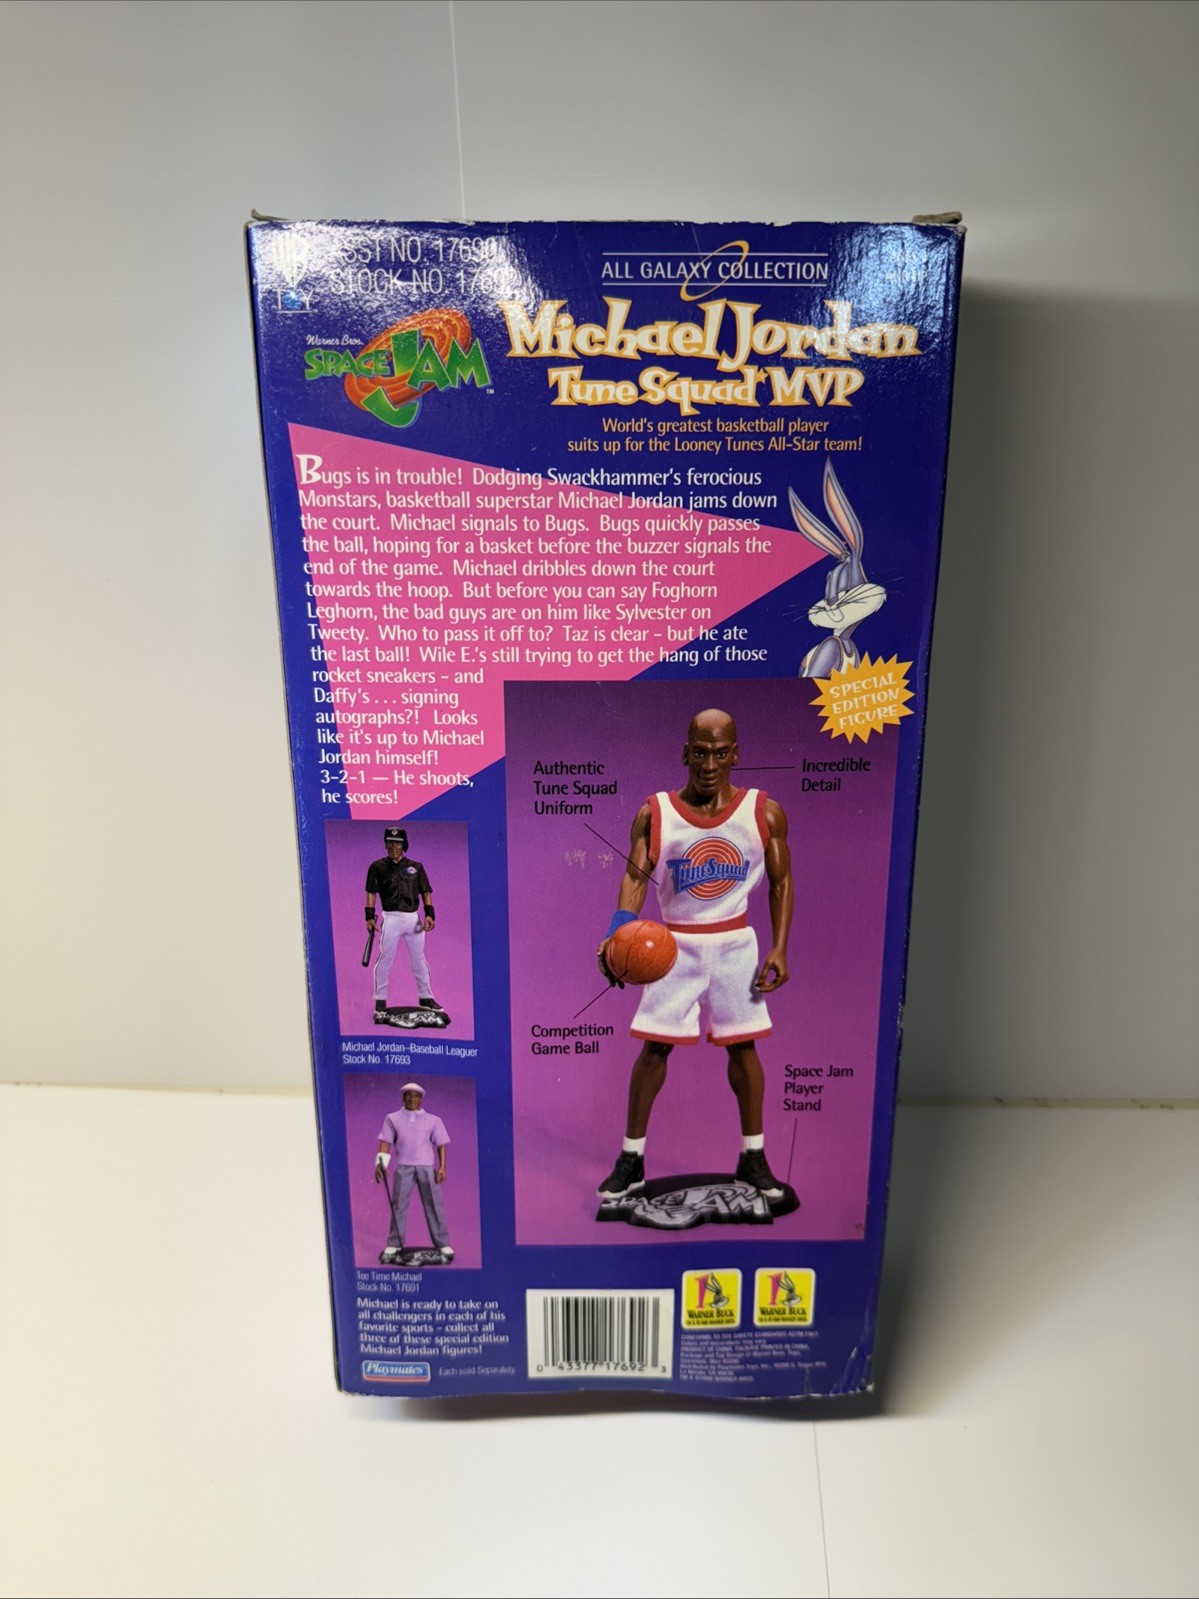 ASST NO. 17690
STOCK NO. 17692
TOY
ALL GALAXY COLLECTION
Warner Bros.
SPACE JAM
™
Michael Jordan
Tune Squad MVP
World's greatest basketball player
suits up for the Looney Tunes All-Star team!
Bugs is in trouble! Dodging Swackhammer's ferocious
Monstars, basketball superstar Michael Jordan jams down
the court. Michael signals to Bugs. Bugs quickly passes
the ball, hoping for a basket before the buzzer signals the
end of the game. Michael dribbles down the court
towards the hoop. But before you can say Foghorn
Leghorn, the bad guys are on him like Sylvester on
Tweety. Who to pass it off to? Taz is clear - but he ate
the last ball! Wile E.'s still trying to get the hang of those
rocket sneakers - and
Daffy's . . . signing
autographs?! Looks
like it's up to Michael
Jordan himself!
3-2-1 — He shoots,
he scores!
SPECIAL
EDITION
FIGURE
Authentic
Tune Squad
Uniform
Incredible
Detail
Tune Squad
Competition
Game Ball
Space Jam
Player
Stand
SPACE JAM
Michael Jordan-Baseball Leaguer
Stock No. 17693
SPACE JAM
Tee Time Michael
Stock No. 17691
Michael is ready to take on
all challengers in each of his
favorite sports - collect all
three of these special edition
Michael Jordan figures!
Playmates
Each sold Separately.
0 43377 17692 3
1 WARNER BUCK
1 WARNER BUCK